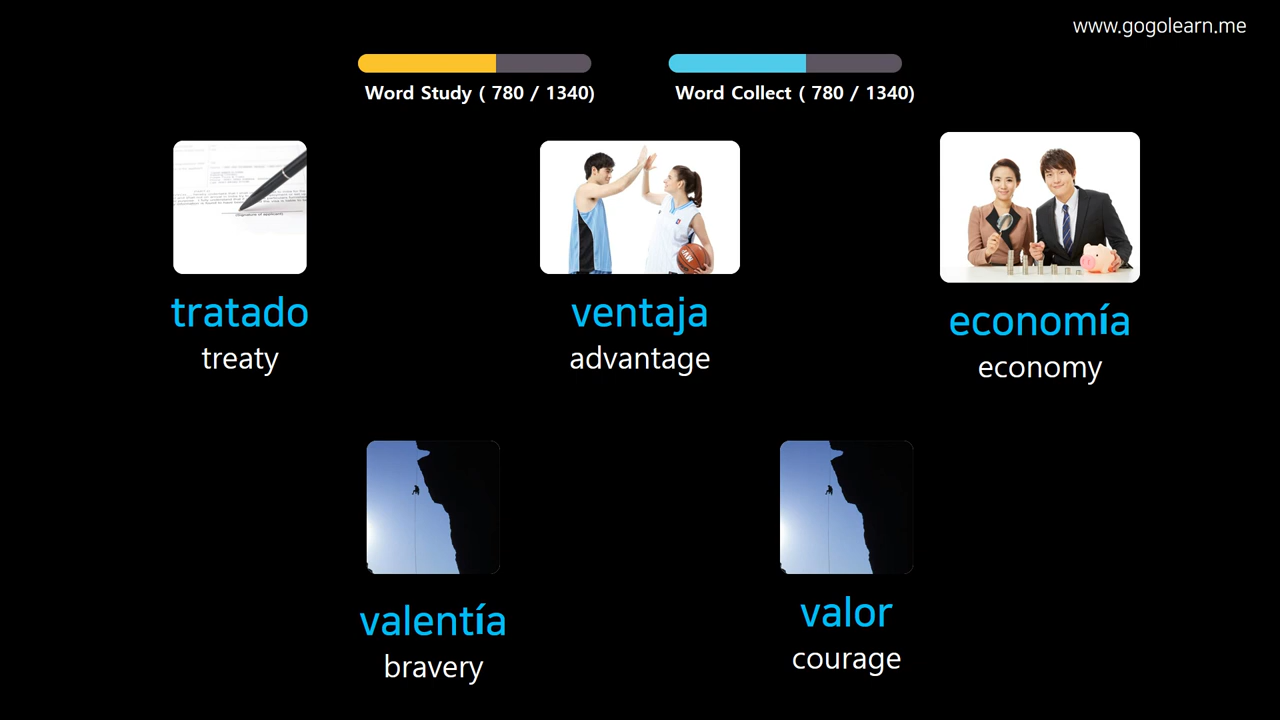 www.gogolearn.me
Word Study ( 780 / 1340)
Word Collect ( 780 / 1340)
tratado
treaty
ventaja
advantage
economía
economy
valentía
bravery
valor
courage